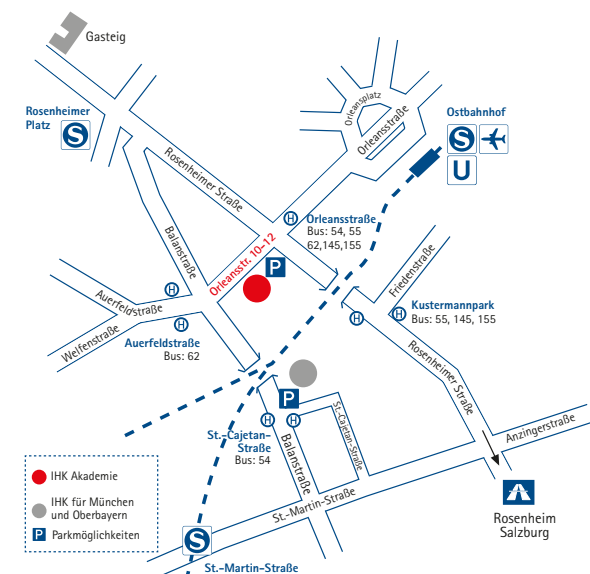 Gasteig
Rosenheimer
Platz
S
Orleansplatz
Orleansstraße
Ostbahnhof
S
U
Rosenheimer Straße
Balanstraße
H
Orleansstraße
Bus: 54, 55
62,145,155
Orleansstr. 10–12
P
Friedenstraße
H
Auerfeldstraße
H
Kustermannpark
Bus: 55, 145, 155
H
H
Welfenstraße
Auerfeldstraße
Bus: 62
Rosenheimer Straße
P
H
H
St.-Cajetan-Straße
Anzingerstraße
St.-Cajetan-
Straße
Bus: 54
Balanstraße
IHK Akademie
IHK für München
und Oberbayern
P Parkmöglichkeiten
St.-Martin-Straße
Rosenheim
Salzburg
S
St.-Martin-Straße